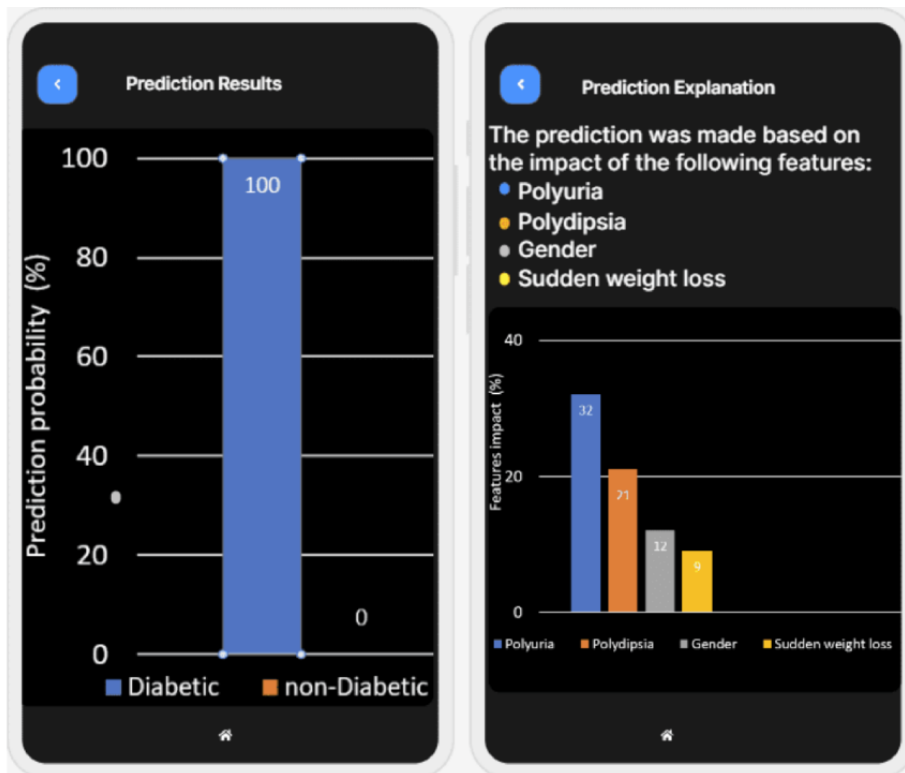 Prediction Results
Prediction probability (%)
100
80
60
40
20
0
100
0
Diabetic
non-Diabetic
Prediction Explanation
The prediction was made based on
the impact of the following features:
Polyuria
Polydipsia
Gender
Sudden weight loss
Features impact (%)
40
20
0
32
21
12
9
Polyuria
Polydipsia
Gender
Sudden weight loss